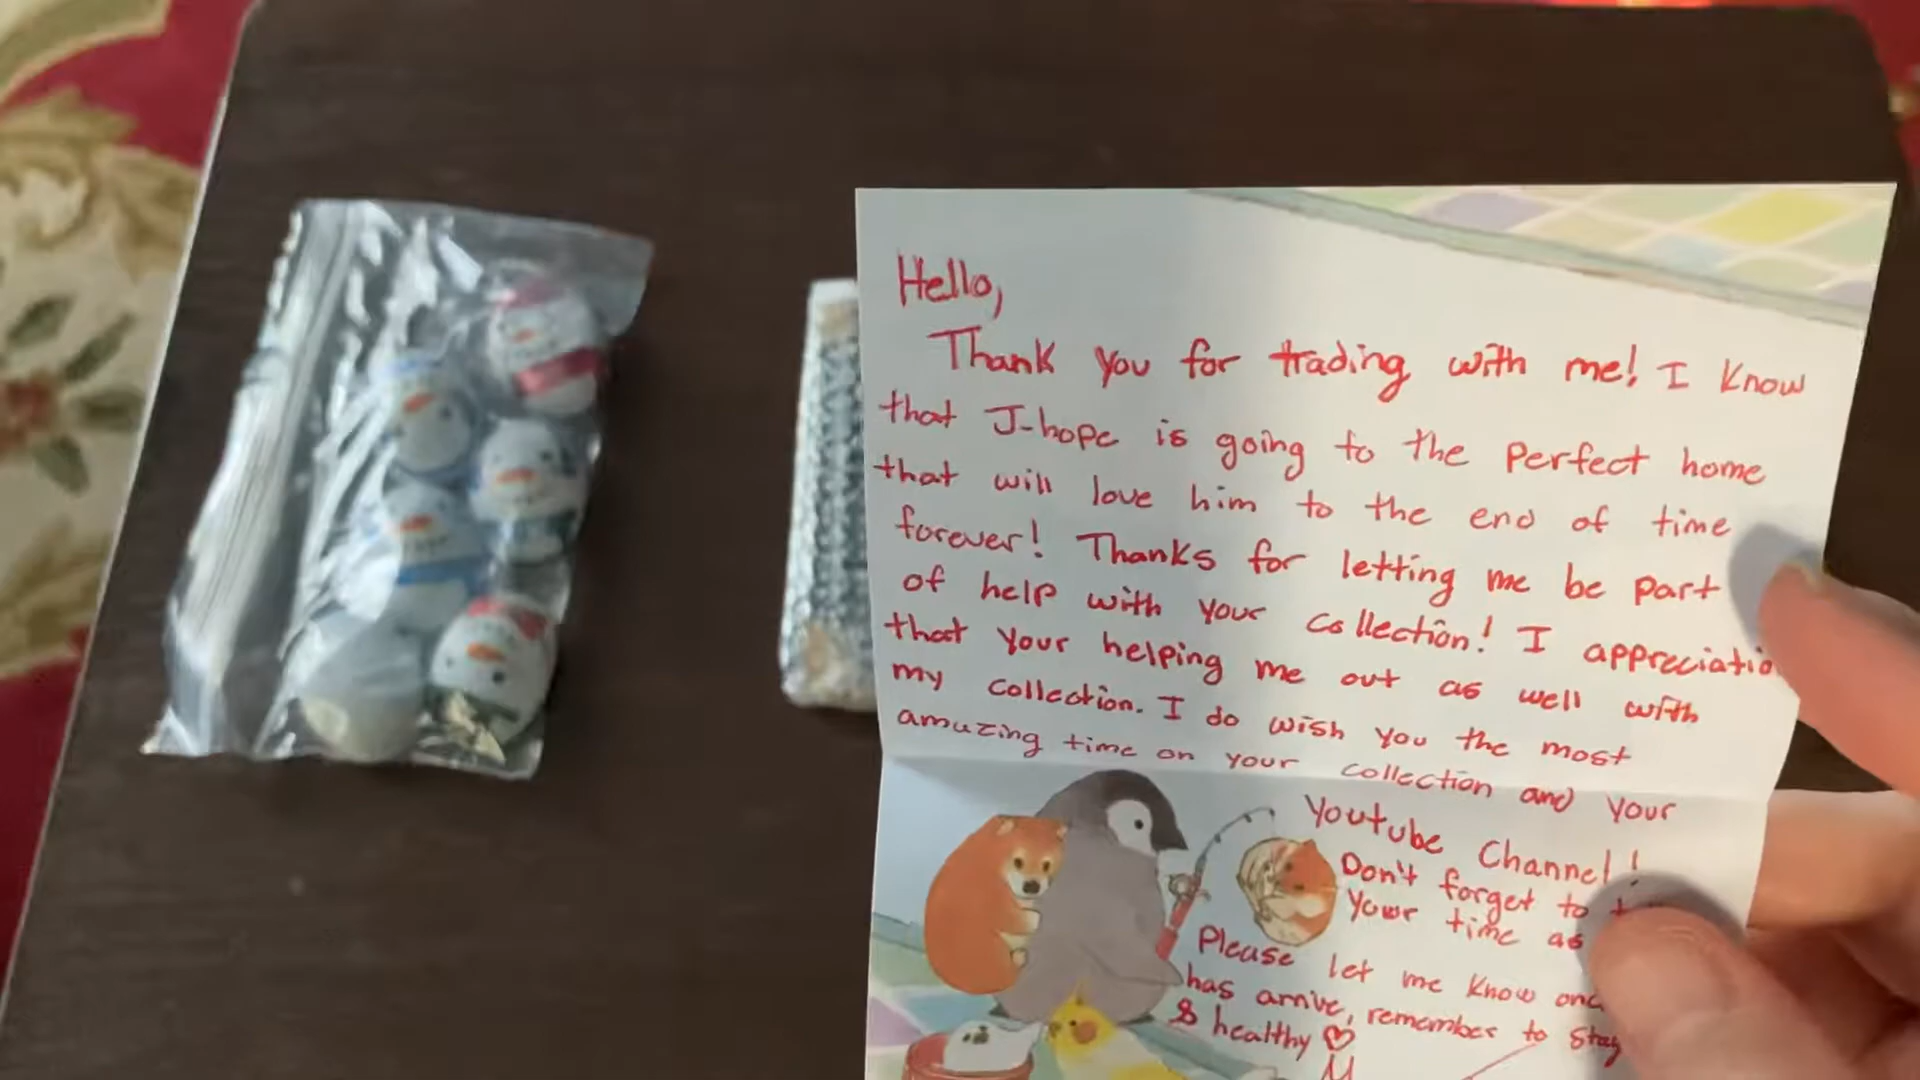 Hello,
Thank you for trading with me! I know
that J-hope is going to the perfect home
that will love him to the end of time
forever! Thanks for letting me be part
of help with your collection! I appreciatio
that your helping me out as well with
my collection. I do wish you the most
amazing time on your collection and your
Youtube Channel!
Don't forget to
your time as
Please let me know
has arrive, remember to stay
& healthy